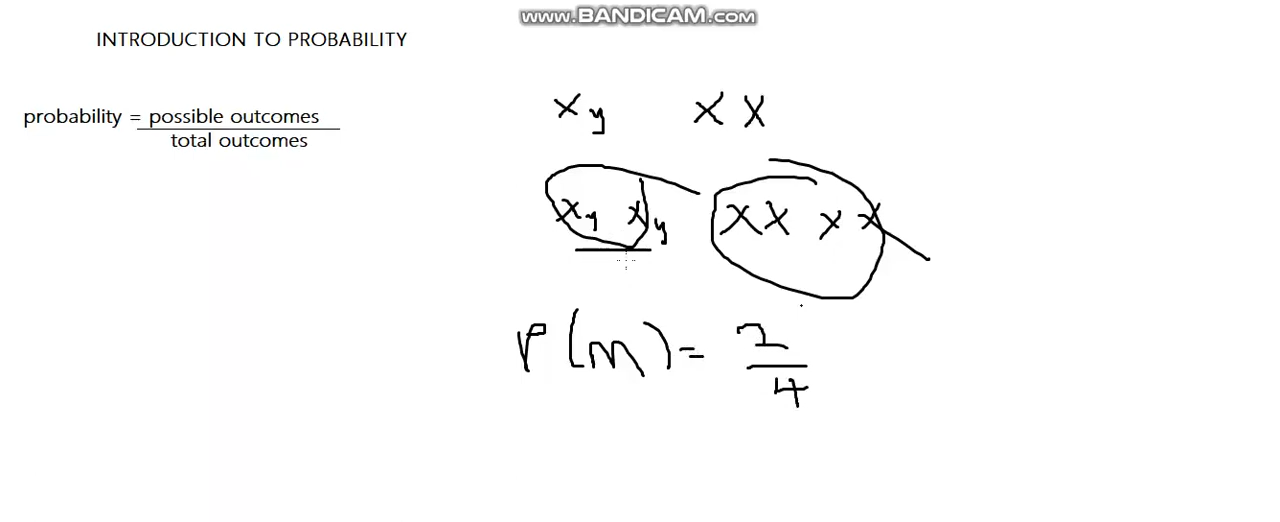 www.BANDICAM.com
INTRODUCTION TO PROBABILITY
probability = possible outcomes
total outcomes
Xy XX
Xy Xy XX XX
P(M) = 2
4